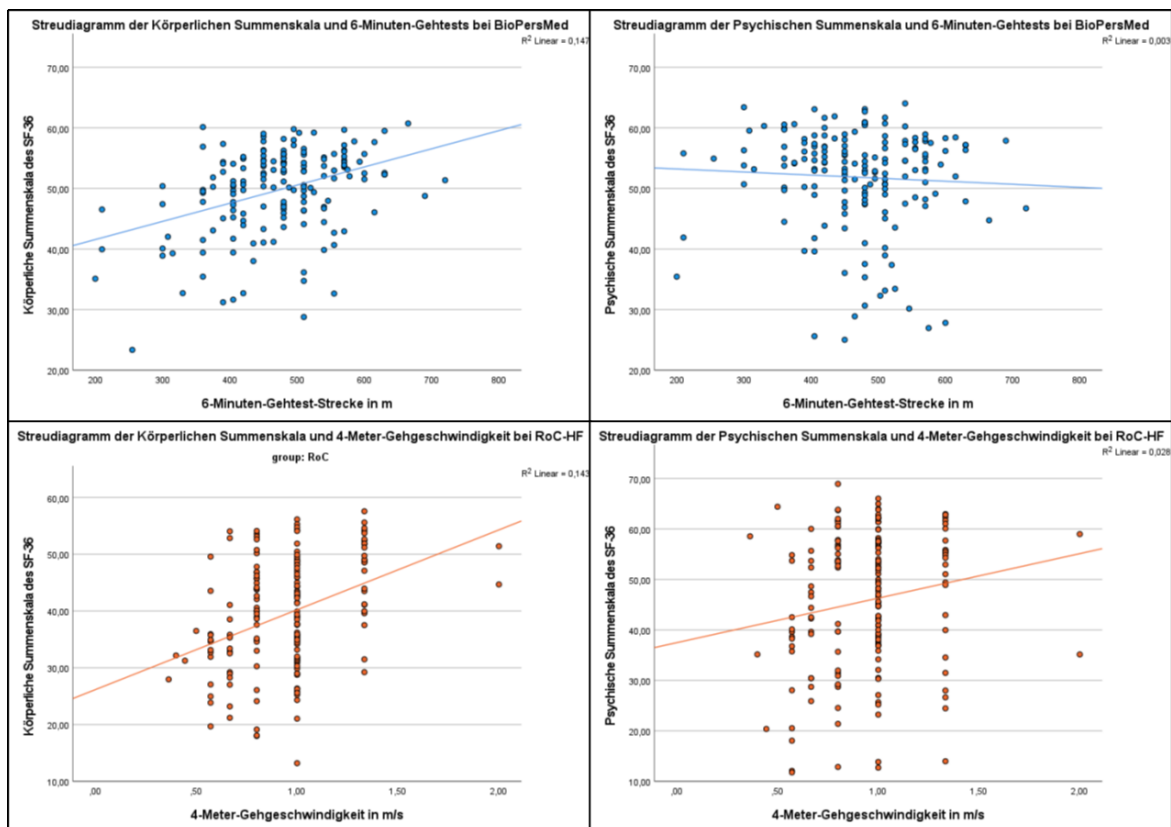 Streudiagramm der Körperlichen Summenskala und 6-Minuten-Gehtests bei BioPersMed
R² Linear = 0,147
70,00
60,00
50,00
40,00
30,00
20,00
Körperliche Summenskala des SF-36
200 300 400 500 600 700 800
6-Minuten-Gehtest-Strecke in m
Streudiagramm der Psychischen Summenskala und 6-Minuten-Gehtests bei BioPersMed
R² Linear = 0,003
70,00
60,00
50,00
40,00
30,00
20,00
Psychische Summenskala des SF-36
200 300 400 500 600 700 800
6-Minuten-Gehtest-Strecke in m
Streudiagramm der Körperlichen Summenskala und 4-Meter-Gehgeschwindigkeit bei RoC-HF
group: RoC
R² Linear = 0,143
60,00
50,00
40,00
30,00
20,00
10,00
Körperliche Summenskala des SF-36
,00 ,50 1,00 1,50 2,00
4-Meter-Gehgeschwindigkeit in m/s
Streudiagramm der Psychischen Summenskala und 4-Meter-Gehgeschwindigkeit bei RoC-HF
R² Linear = 0,028
70,00
60,00
50,00
40,00
30,00
20,00
10,00
Psychische Summenskala des SF-36
,00 ,50 1,00 1,50 2,00
4-Meter-Gehgeschwindigkeit in m/s